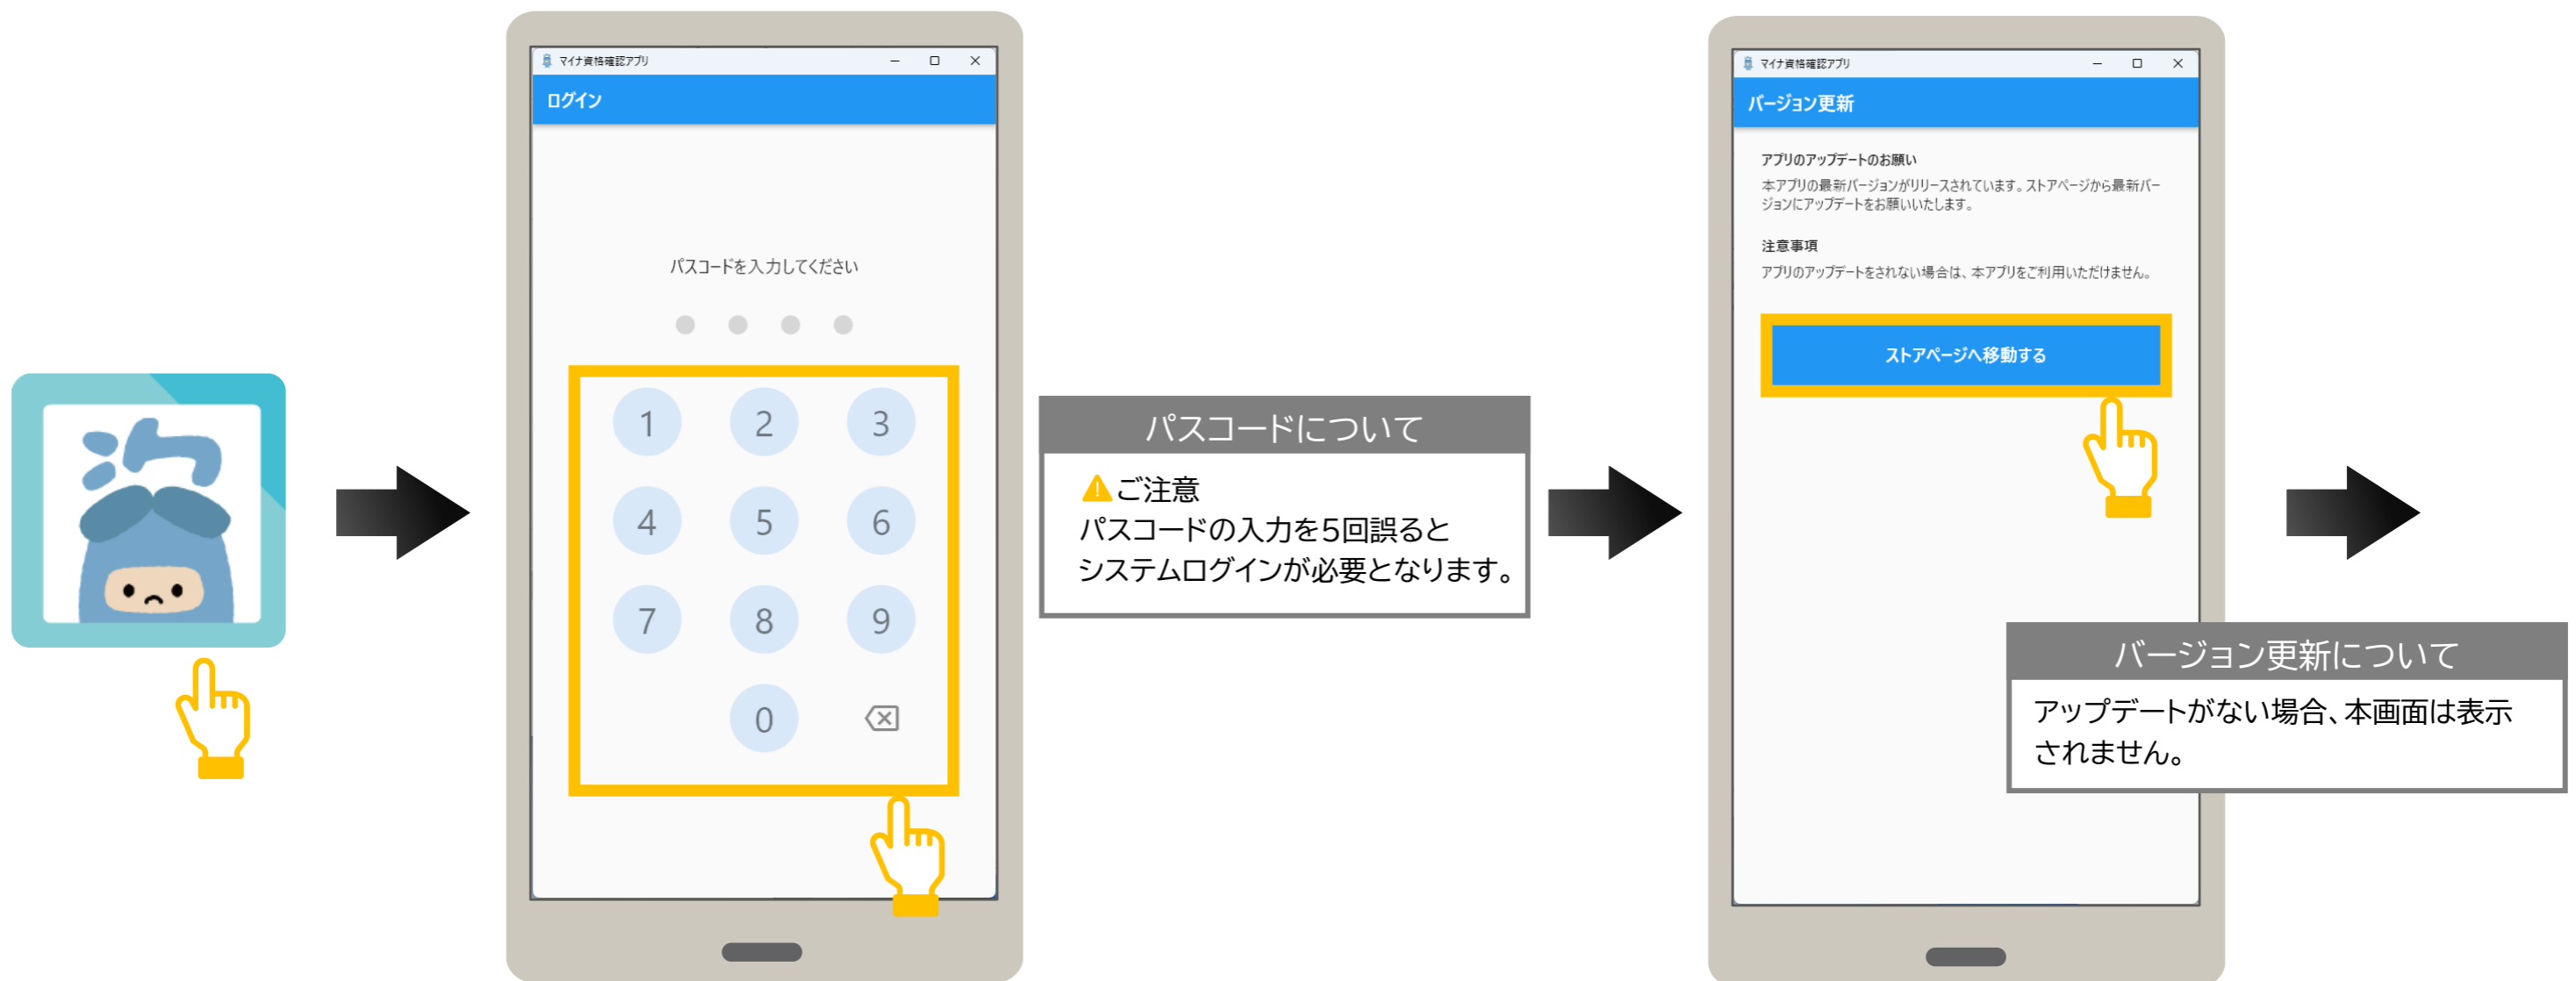 マイナ資格確認アプリ
ログイン
パスコードを入力してください
1 2 3
4 5 6
7 8 9
0
パスコードについて
ご注意
パスコードの入力を5回誤ると
システムログインが必要となります。
マイナ資格確認アプリ
バージョン更新
アプリのアップデートのお願い
本アプリの最新バージョンがリリースされています。ストアページから最新バー
ジョンにアップデートをお願いいたします。
注意事項
アプリのアップデートをされない場合は、本アプリをご利用いただけません。
ストアページへ移動する
バージョン更新について
アップデートがない場合、本画面は表示
されません。